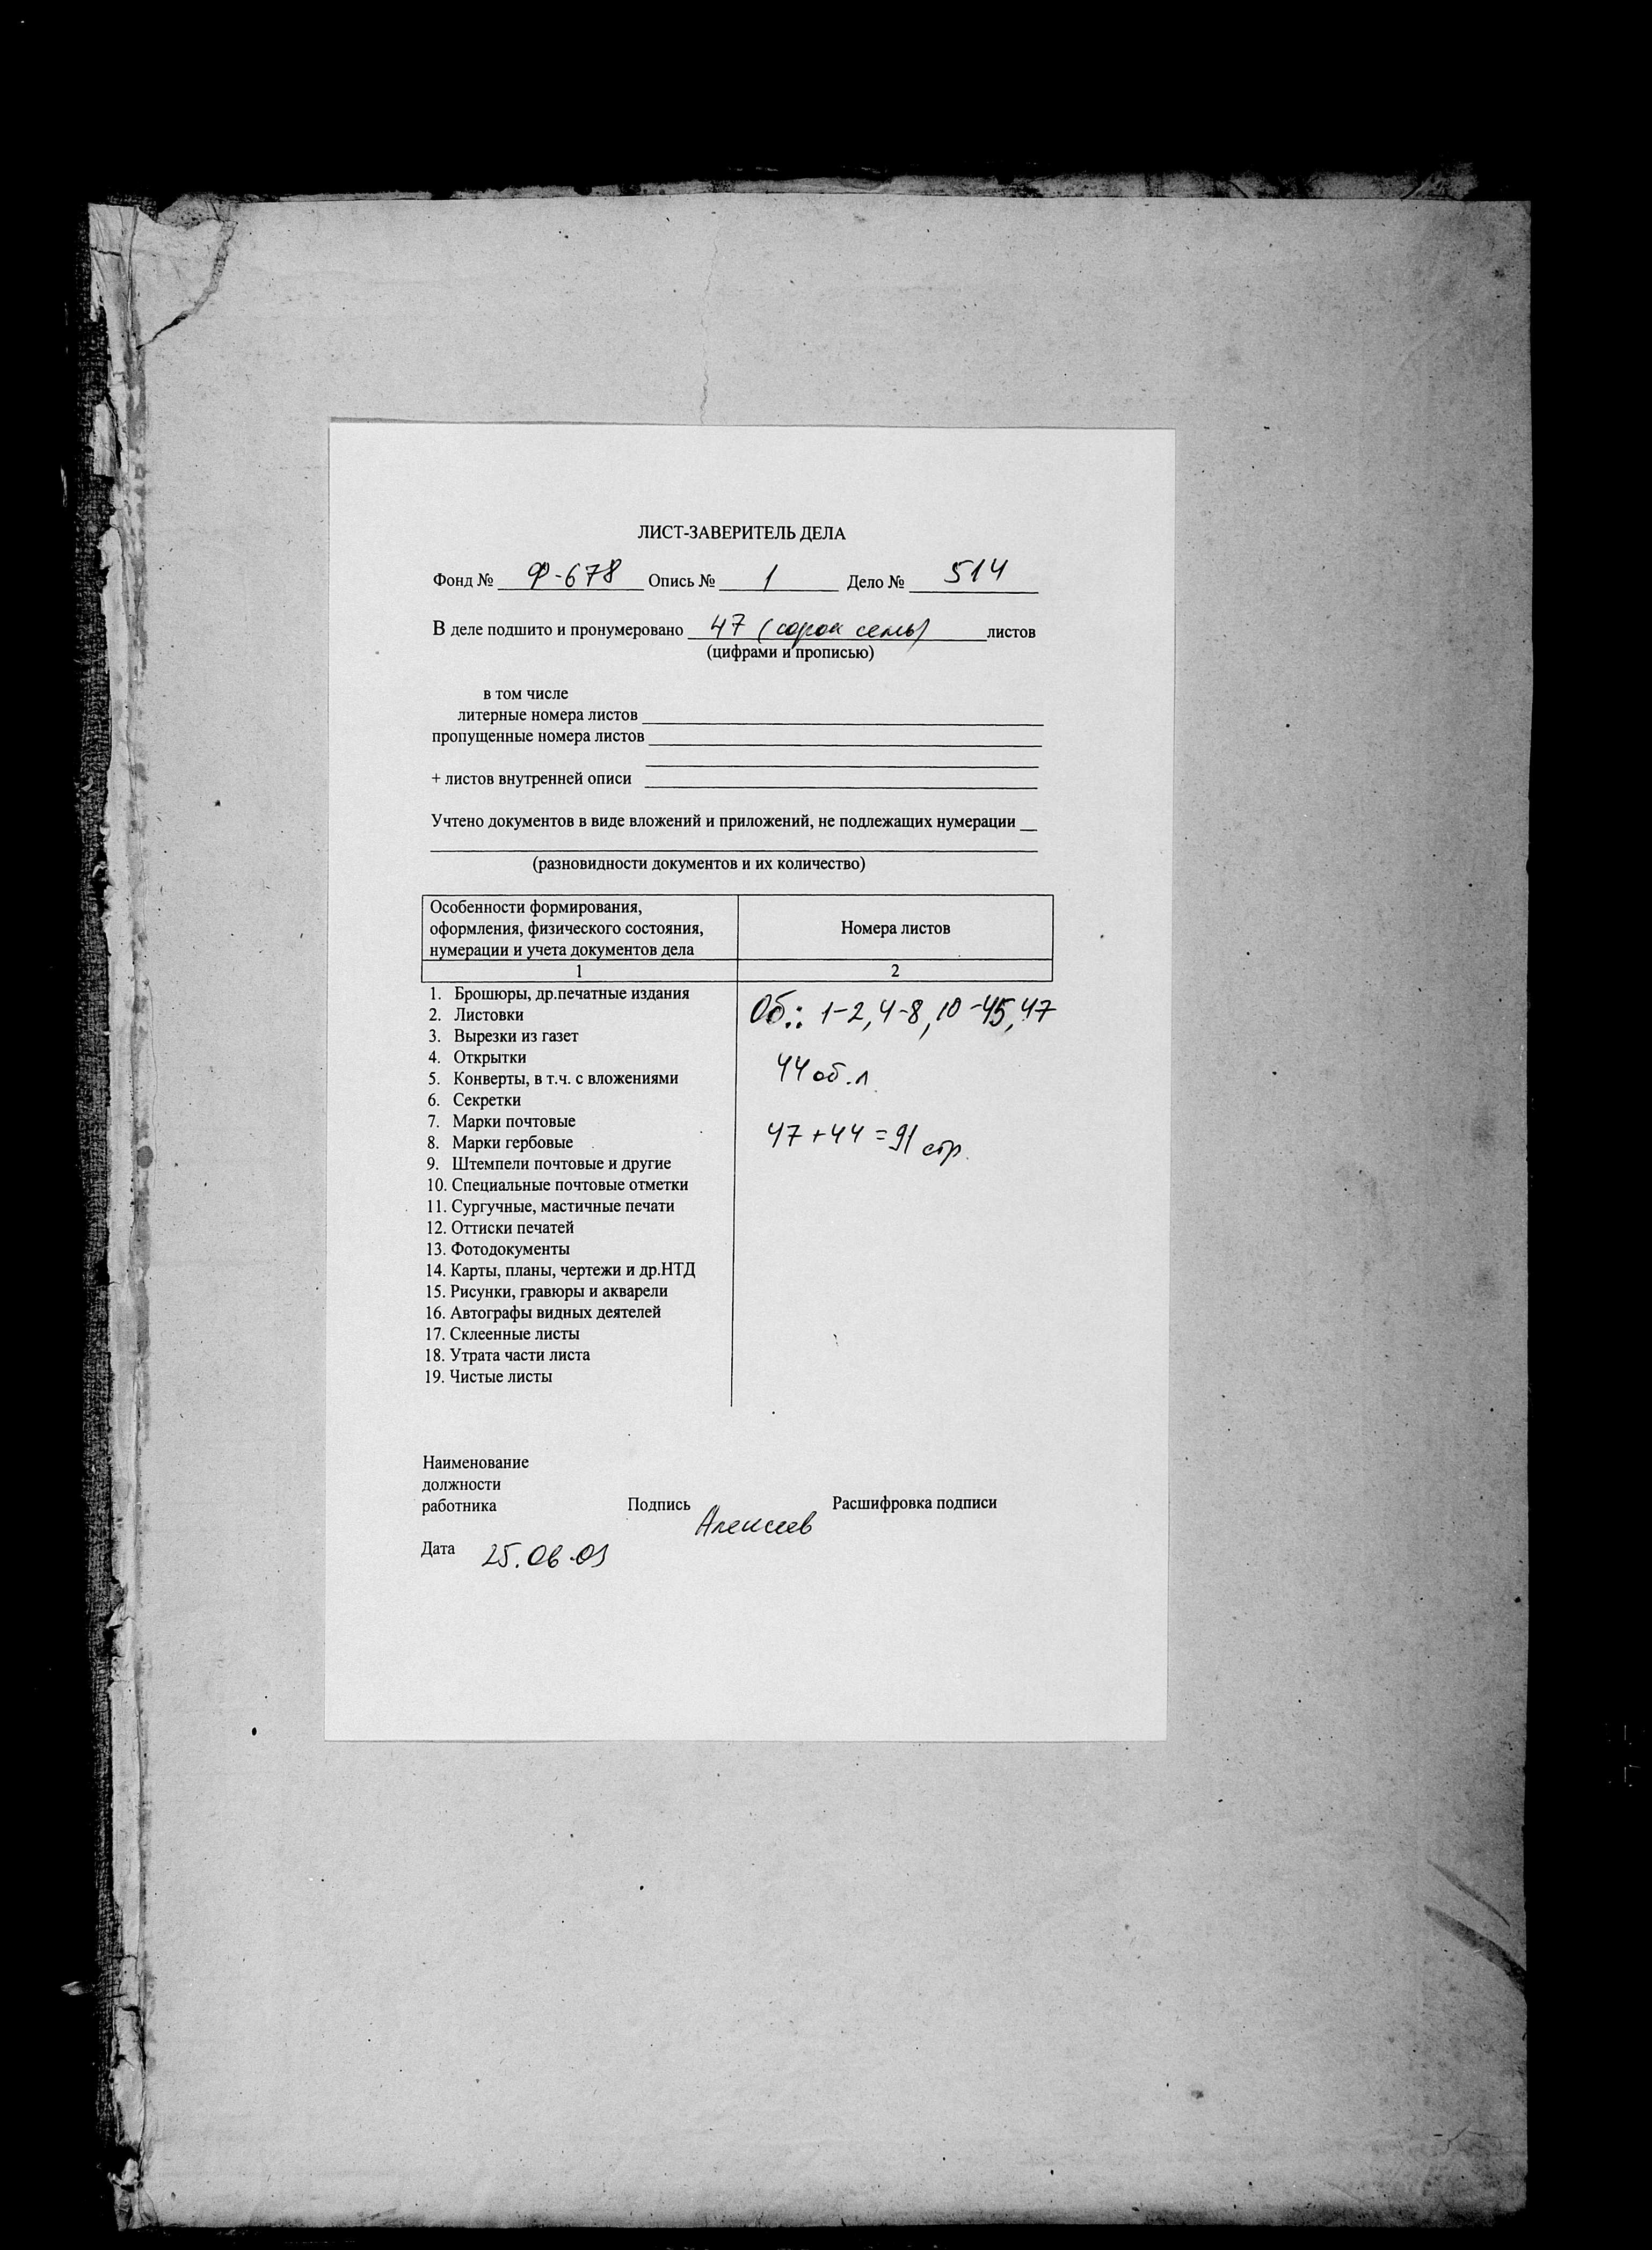 ЛИСТ-ЗАВЕРИТЕЛЬ ДЕЛА
Фонд № Ф-678 Опись № 1 Дело № 514
В деле подшито и пронумеровано 47 (сорок семь) листов
(цифрами и прописью)
в том числе
литерные номера листов
пропущенные номера листов
+ листов внутренней описи
Учтено документов в виде вложений и приложений, не подлежащих нумерации
(разновидности документов и их количество)
Особенности формирования,
оформления, физического состояния,
нумерации и учета документов дела
Номера листов
1 2
1. Брошюры, др.печатные издания
2. Листовки
3. Вырезки из газет
4. Открытки
5. Конверты, в т.ч. с вложениями
6. Секретки
7. Марки почтовые
8. Марки гербовые
9. Штемпели почтовые и другие
10. Специальные почтовые отметки
11. Сургучные, мастичные печати
12. Оттиски печатей
13. Фотодокументы
14. Карты, планы, чертежи и др.НТД
15. Рисунки, гравюры и акварели
16. Автографы видных деятелей
17. Склеенные листы
18. Утрата части листа
19. Чистые листы
Об.: 1-2, 4-8, 10-45, 47
44 об. л
47+44=91 стр.
Наименование
должности
работника Подпись Алексеев Расшифровка подписи
Дата 25.06.09